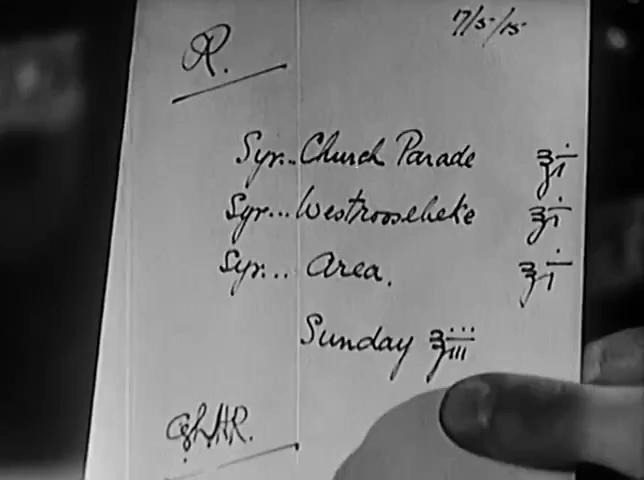 7/5/15
R.
Syr... Church Parade ʒi
Syr... Westroosebeke ʒi
Syr... Area. ʒi
Sunday ʒiii